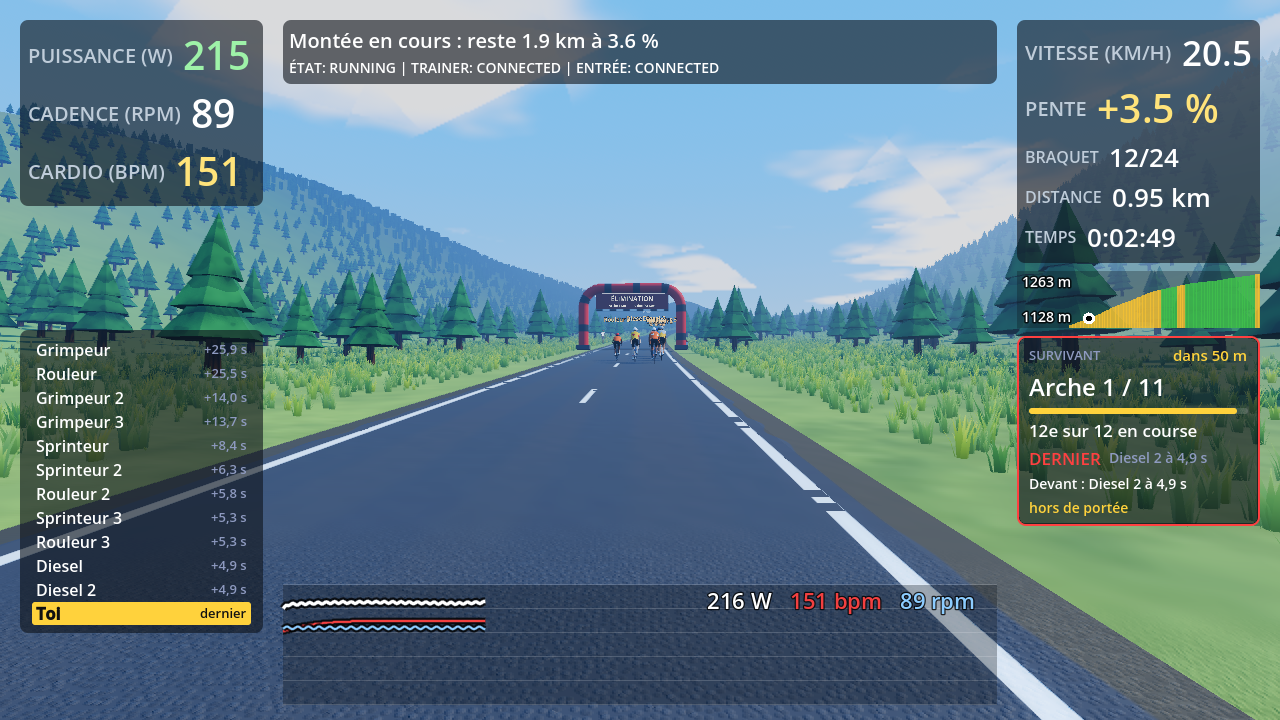 PUISSANCE (W) 215
CADENCE (RPM) 89
CARDIO (BPM) 151
Montée en cours : reste 1.9 km à 3.6 %
ÉTAT: RUNNING | TRAINER: CONNECTED | ENTRÉE: CONNECTED
VITESSE (KM/H) 20.5
PENTE +3.5 %
BRAQUET 12/24
DISTANCE 0.95 km
TEMPS 0:02:49
1263 m
1128 m
ÉLIMINATION
SURVIVANT dans 50 m
Arche 1 / 11
12e sur 12 en course
DERNIER Diesel 2 à 4,9 s
Devant : Diesel 2 à 4,9 s
hors de portée
Grimpeur +25,9 s
Rouleur +25,5 s
Grimpeur 2 +14,0 s
Grimpeur 3 +13,7 s
Sprinteur +8,4 s
Sprinteur 2 +6,3 s
Rouleur 2 +5,8 s
Sprinteur 3 +5,3 s
Rouleur 3 +5,3 s
Diesel +4,9 s
Diesel 2 +4,9 s
Toi dernier
216 W 151 bpm 89 rpm